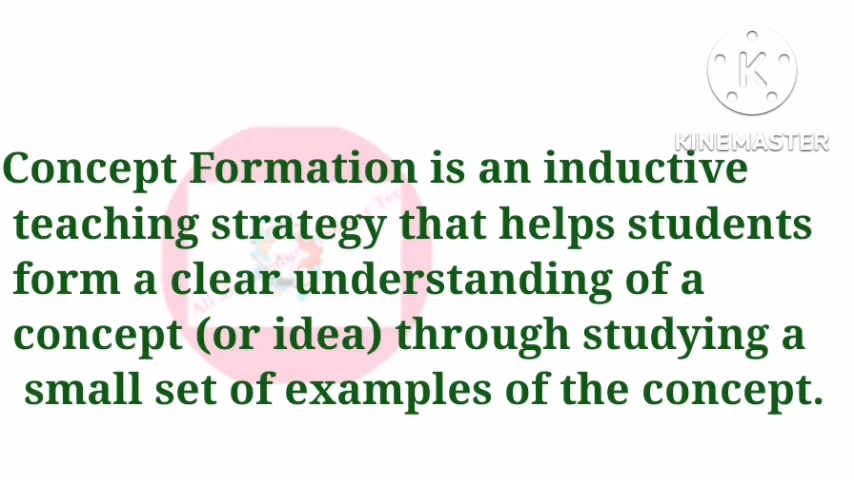 KINEMASTER
Concept Formation is an inductive
teaching strategy that helps students
form a clear understanding of a
concept (or idea) through studying a
small set of examples of the concept.